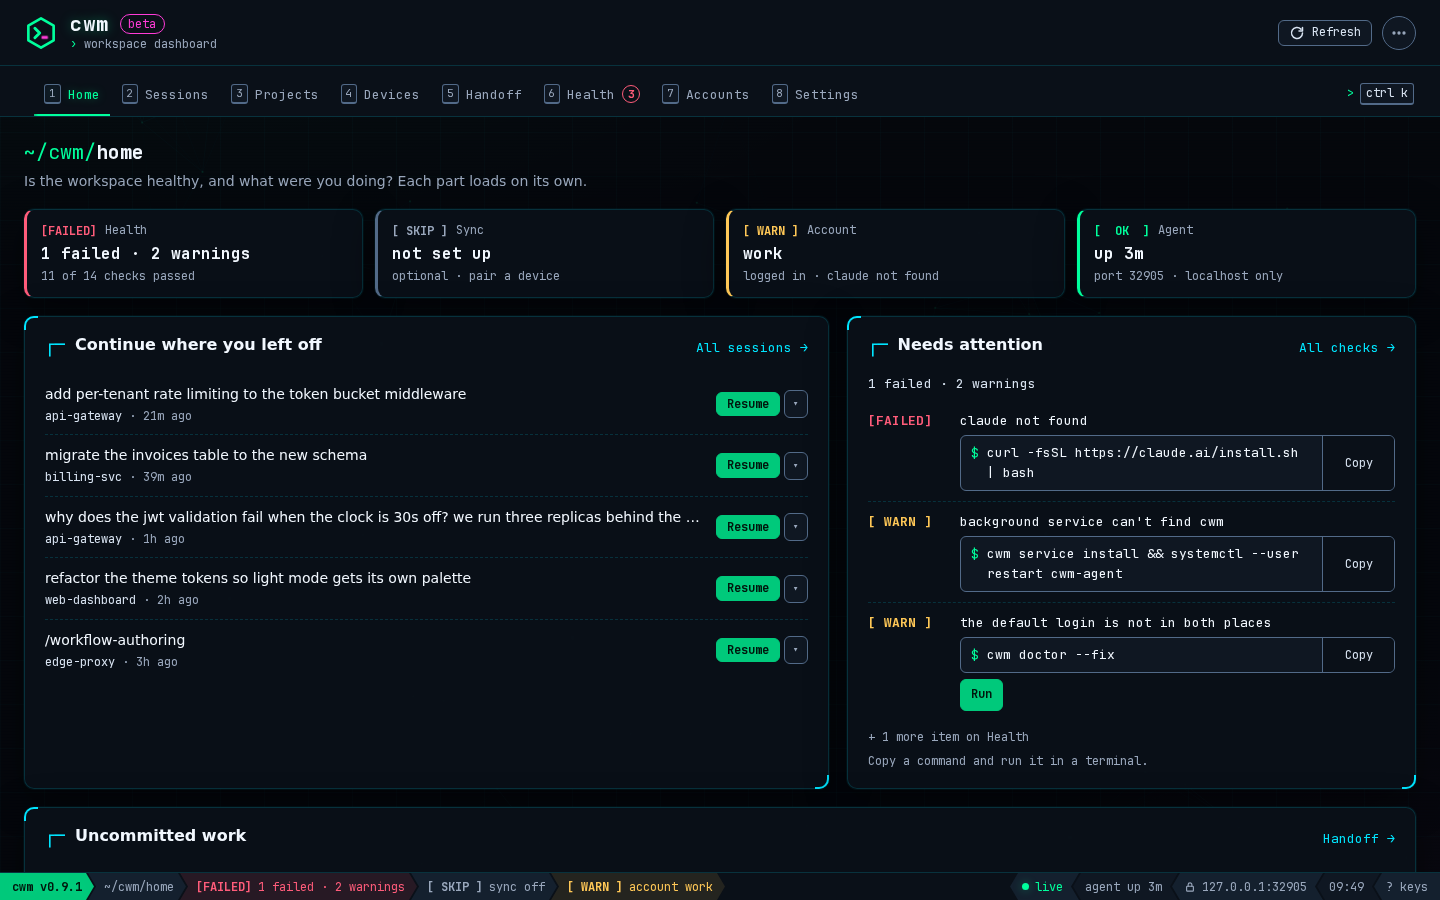 cwm beta
› workspace dashboard
Refresh
1 Home 2 Sessions 3 Projects 4 Devices 5 Handoff 6 Health 3 7 Accounts 8 Settings
> ctrl k
~/cwm/home
Is the workspace healthy, and what were you doing? Each part loads on its own.
[FAILED] Health
1 failed · 2 warnings
11 of 14 checks passed
[ SKIP ] Sync
not set up
optional · pair a device
[ WARN ] Account
work
logged in · claude not found
[ OK ] Agent
up 3m
port 32905 · localhost only
Continue where you left off
All sessions →
add per-tenant rate limiting to the token bucket middleware
api-gateway · 21m ago
Resume
migrate the invoices table to the new schema
billing-svc · 39m ago
Resume
why does the jwt validation fail when the clock is 30s off? we run three replicas behind the …
api-gateway · 1h ago
Resume
refactor the theme tokens so light mode gets its own palette
web-dashboard · 2h ago
Resume
/workflow-authoring
edge-proxy · 3h ago
Resume
Needs attention
All checks →
1 failed · 2 warnings
[FAILED] claude not found
$ curl -fsSL https://claude.ai/install.sh
| bash
Copy
[ WARN ] background service can't find cwm
$ cwm service install && systemctl --user
restart cwm-agent
Copy
[ WARN ] the default login is not in both places
$ cwm doctor --fix
Copy
Run
+ 1 more item on Health
Copy a command and run it in a terminal.
Uncommitted work
Handoff →
cwm v0.9.1 ~/cwm/home [FAILED] 1 failed · 2 warnings [ SKIP ] sync off [ WARN ] account work live agent up 3m 127.0.0.1:32905 09:49 ? keys